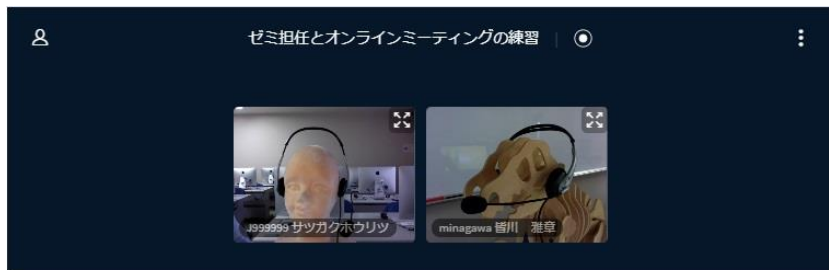 ゼミ担任とオンラインミーティングの練習
J999999 サツガクホウリツ
minagawa 皆川 雅章